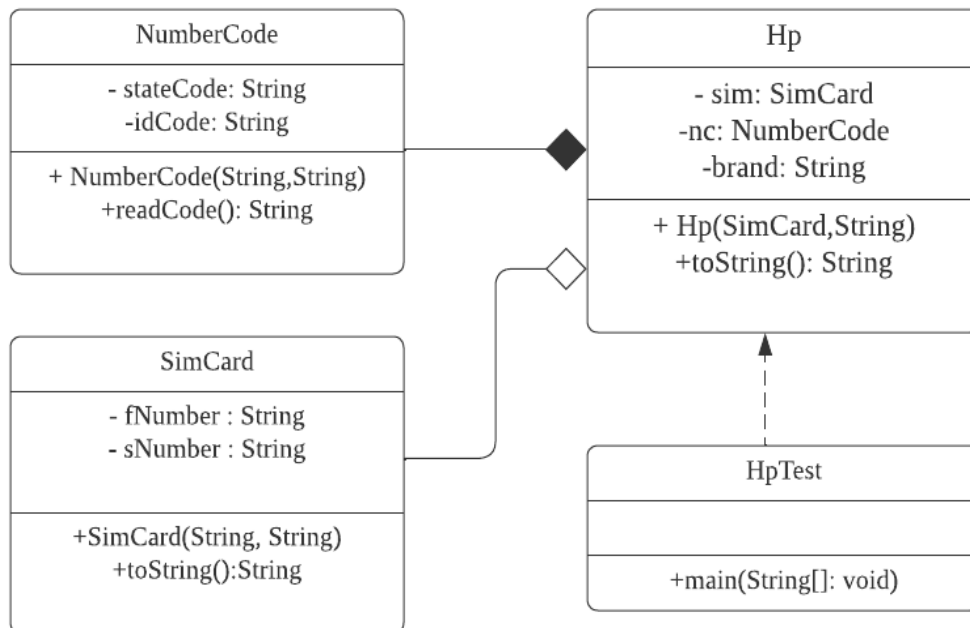 NumberCode
- stateCode: String
-idCode: String
+ NumberCode(String,String)
+readCode(): String
Hp
- sim: SimCard
-nc: NumberCode
-brand: String
+ Hp(SimCard,String)
+toString(): String
SimCard
- fNumber : String
- sNumber : String
+SimCard(String, String)
+toString():String
HpTest
+main(String[]: void)